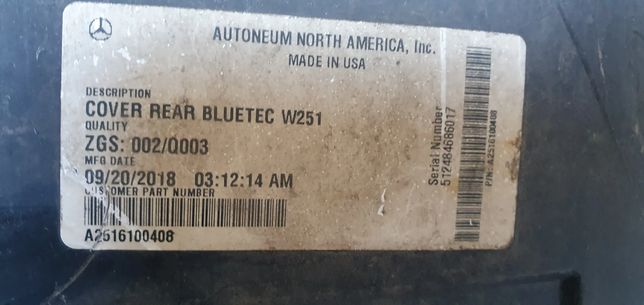 AUTONEUM NORTH AMERICA, Inc.
MADE IN USA
DESCRIPTION
COVER REAR BLUETEC W251
QUALITY
ZGS: 002/Q003
MFG DATE
09/20/2018 03:12:14 AM
CUSTOMER PART NUMBER
A2516100408
Serial Number
512484686017
P/N: A2516100408